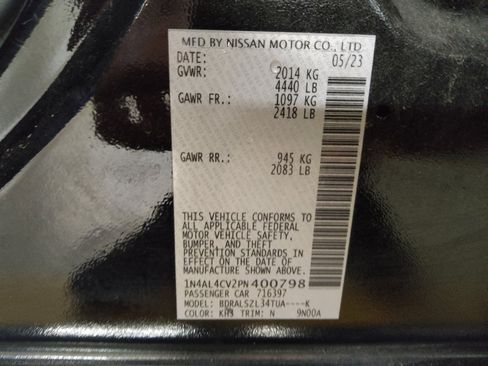 MFD BY NISSAN MOTOR CO., LTD
DATE: 05/23
GVWR: 2014 KG
4440 LB
GAWR FR.: 1097 KG
2418 LB
GAWR RR.: 945 KG
2083 LB
THIS VEHICLE CONFORMS TO
ALL APPLICABLE FEDERAL
MOTOR VEHICLE SAFETY,
BUMPER, AND THEFT
PREVENTION STANDARDS IN
EFFECT ON THE DATE OF
MANUFACTURE SHOWN ABOVE.
1N4AL4CV2PN400798
PASSENGER CAR 716397
MODEL: BDRALSZL34TUA----K
COLOR: KH3 TRIM: N 9N00A